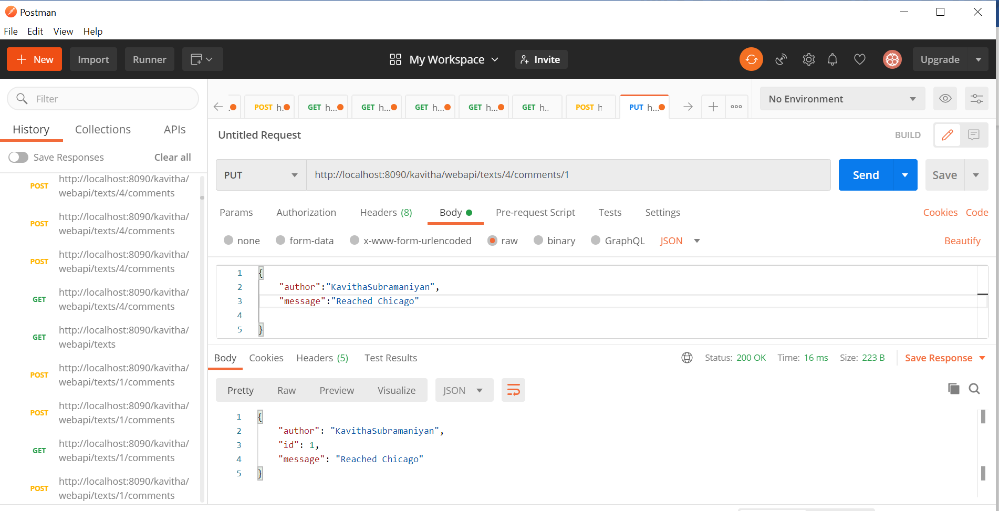 Postman
File Edit View Help
New Import Runner My Workspace Invite Upgrade
Filter
History Collections APIs
Save Responses Clear all
POST http://localhost:8090/kavitha/
webapi/texts/4/comments
POST http://localhost:8090/kavitha/
webapi/texts/4/comments
POST http://localhost:8090/kavitha/
webapi/texts/4/comments
GET http://localhost:8090/kavitha/
webapi/texts/4/comments
GET http://localhost:8090/kavitha/
webapi/texts
POST http://localhost:8090/kavitha/
webapi/texts/1/comments
POST http://localhost:8090/kavitha/
webapi/texts/1/comments
GET http://localhost:8090/kavitha/
webapi/texts/1/comments
POST http://localhost:8090/kavitha/
webapi/texts/1/comments
. POST h. GET h... GET h... GET h... GET h... GET h.. POST h PUT h... No Environment
Untitled Request BUILD
PUT http://localhost:8090/kavitha/webapi/texts/4/comments/1 Send Save
Params Authorization Headers (8) Body Pre-request Script Tests Settings Cookies Code
none form-data x-www-form-urlencoded raw binary GraphQL JSON Beautify
1 {
2 "author":"KavithaSubramaniyan",
3 "message":"Reached Chicago"
4
5 }
Body Cookies Headers (5) Test Results Status: 200 OK Time: 16 ms Size: 223 B Save Response
Pretty Raw Preview Visualize JSON
1 {
2 "author": "KavithaSubramaniyan",
3 "id": 1,
4 "message": "Reached Chicago"
5 }